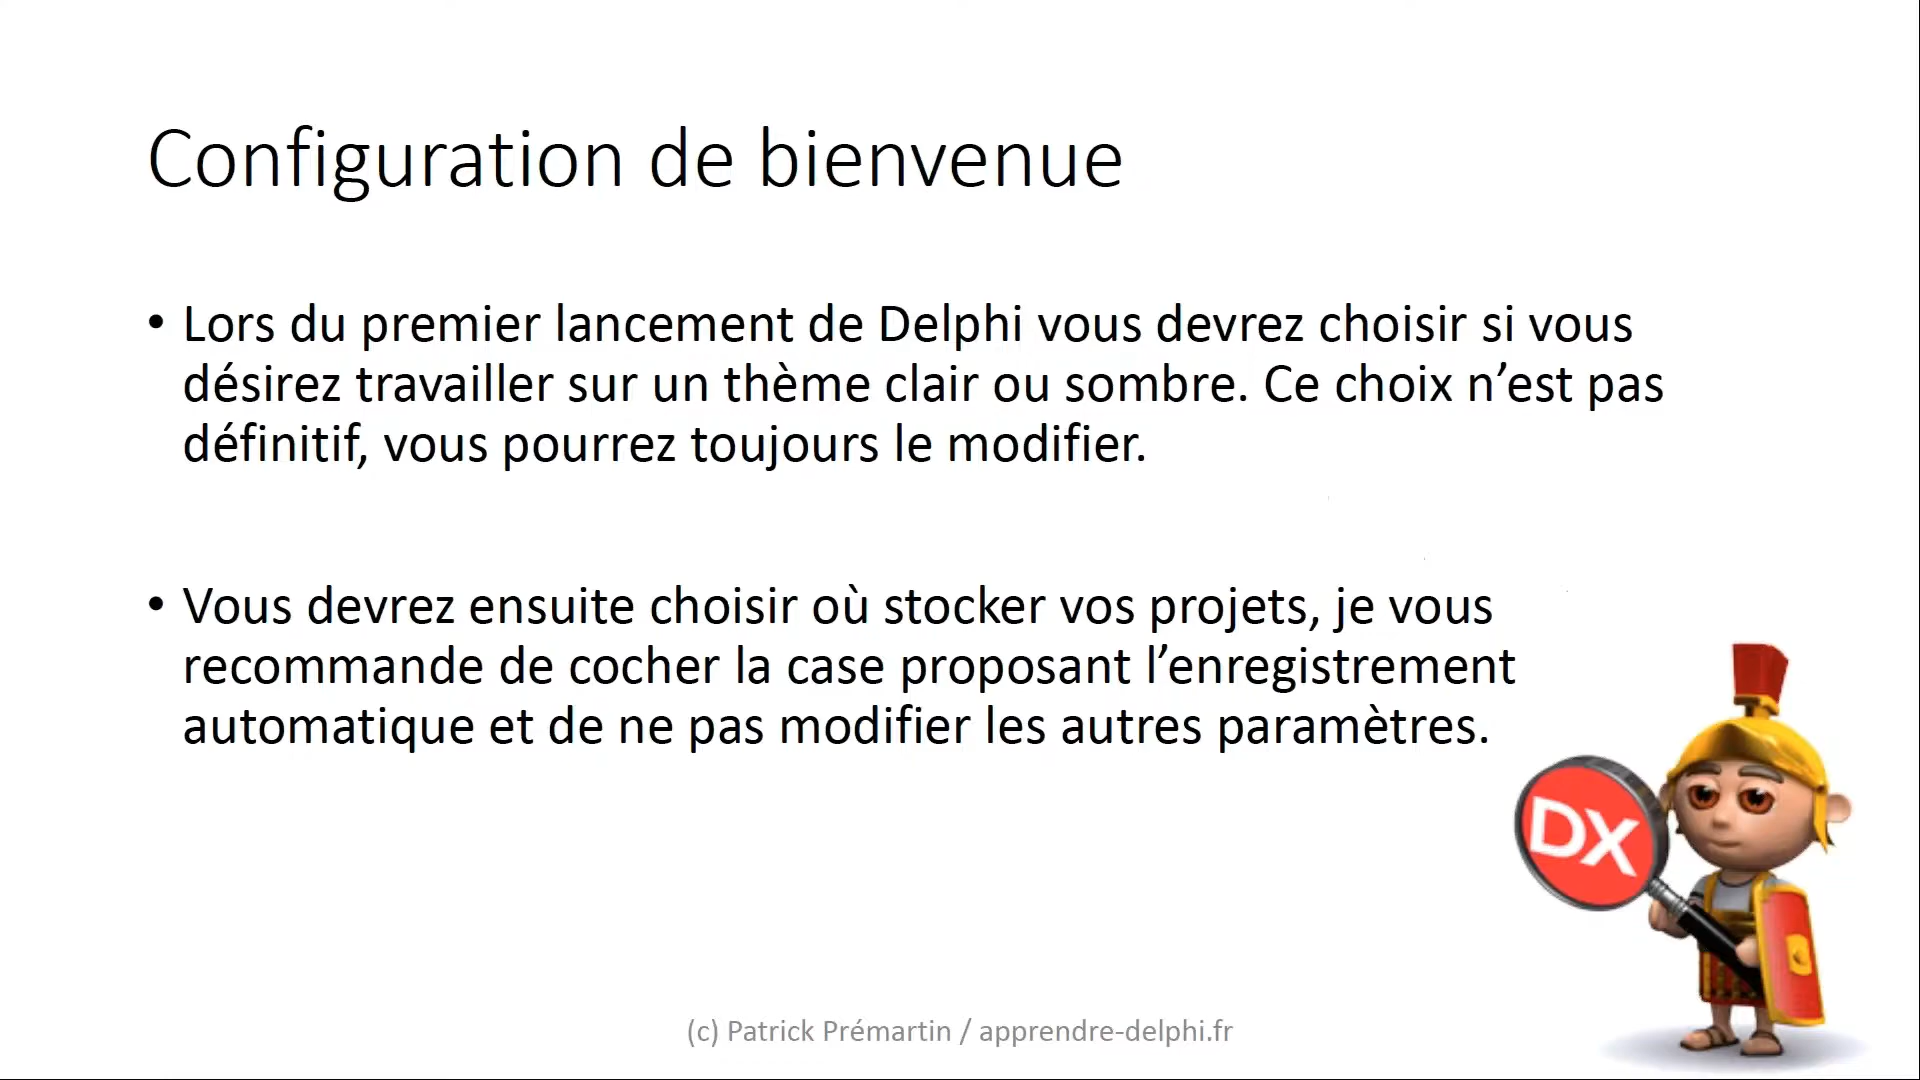 Configuration de bienvenue
• Lors du premier lancement de Delphi vous devrez choisir si vous
désirez travailler sur un thème clair ou sombre. Ce choix n’est pas
définitif, vous pourrez toujours le modifier.
• Vous devrez ensuite choisir où stocker vos projets, je vous
recommande de cocher la case proposant l’enregistrement
automatique et de ne pas modifier les autres paramètres.
DX
(c) Patrick Prémartin / apprendre-delphi.fr